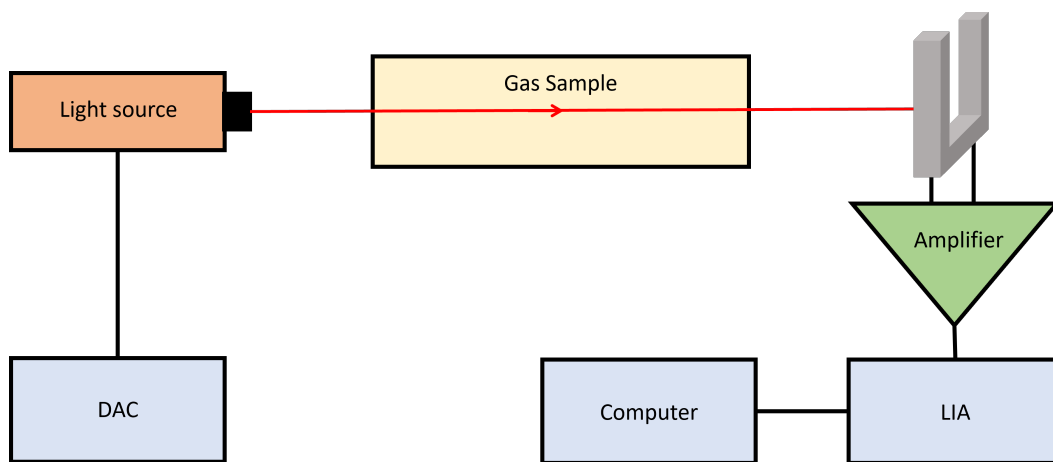 Light source
Gas Sample
Amplifier
DAC
Computer
LIA